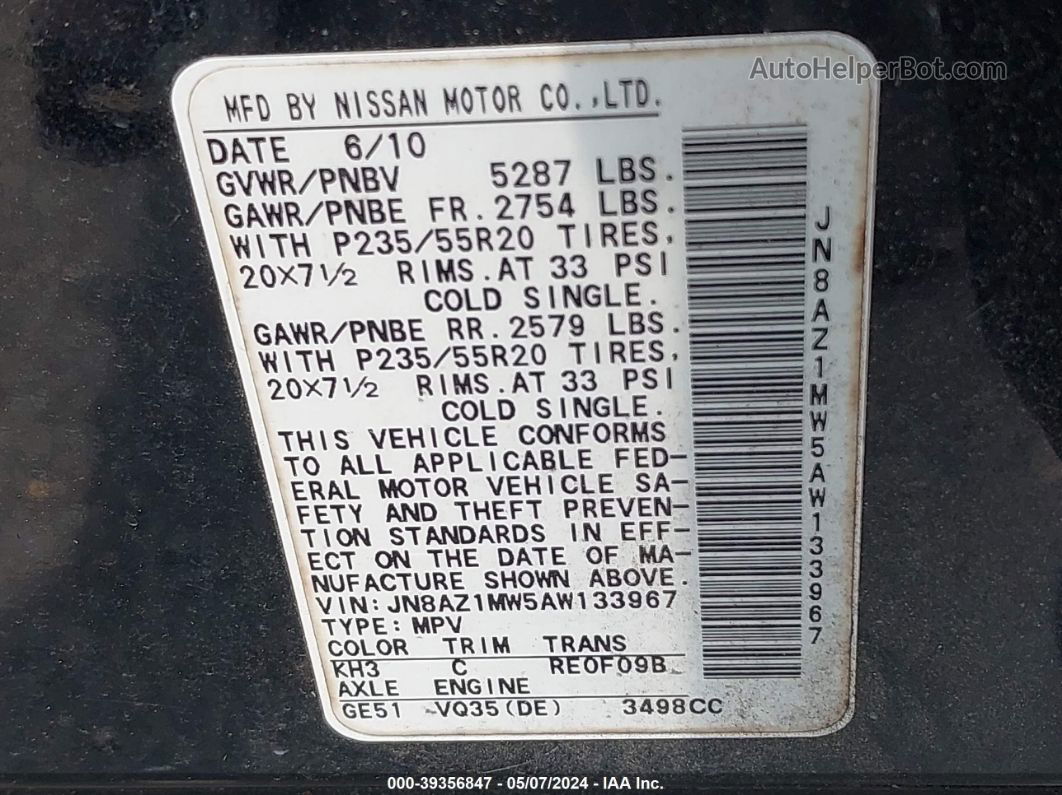 AutoHelperBot.com
MFD BY NISSAN MOTOR CO.,LTD.
DATE 6/10
GVWR/PNBV 5287 LBS.
GAWR/PNBE FR. 2754 LBS.
WITH P235/55R20 TIRES,
20X7 1/2 RIMS. AT 33 PSI
COLD SINGLE.
GAWR/PNBE RR. 2579 LBS.
WITH P235/55R20 TIRES,
20X7 1/2 RIMS. AT 33 PSI
COLD SINGLE.
THIS VEHICLE CONFORMS
TO ALL APPLICABLE FED-
ERAL MOTOR VEHICLE SA-
FETY AND THEFT PREVEN-
TION STANDARDS IN EFF-
ECT ON THE DATE OF MA-
NUFACTURE SHOWN ABOVE.
VIN: JN8AZ1MW5AW133967
TYPE: MPV
COLOR TRIM TRANS
KH3 C RE0F09B
AXLE ENGINE
GE51 VQ35(DE) 3498CC
JN8AZ1MW5AW133967
000-39356847 - 05/07/2024 - IAA Inc.